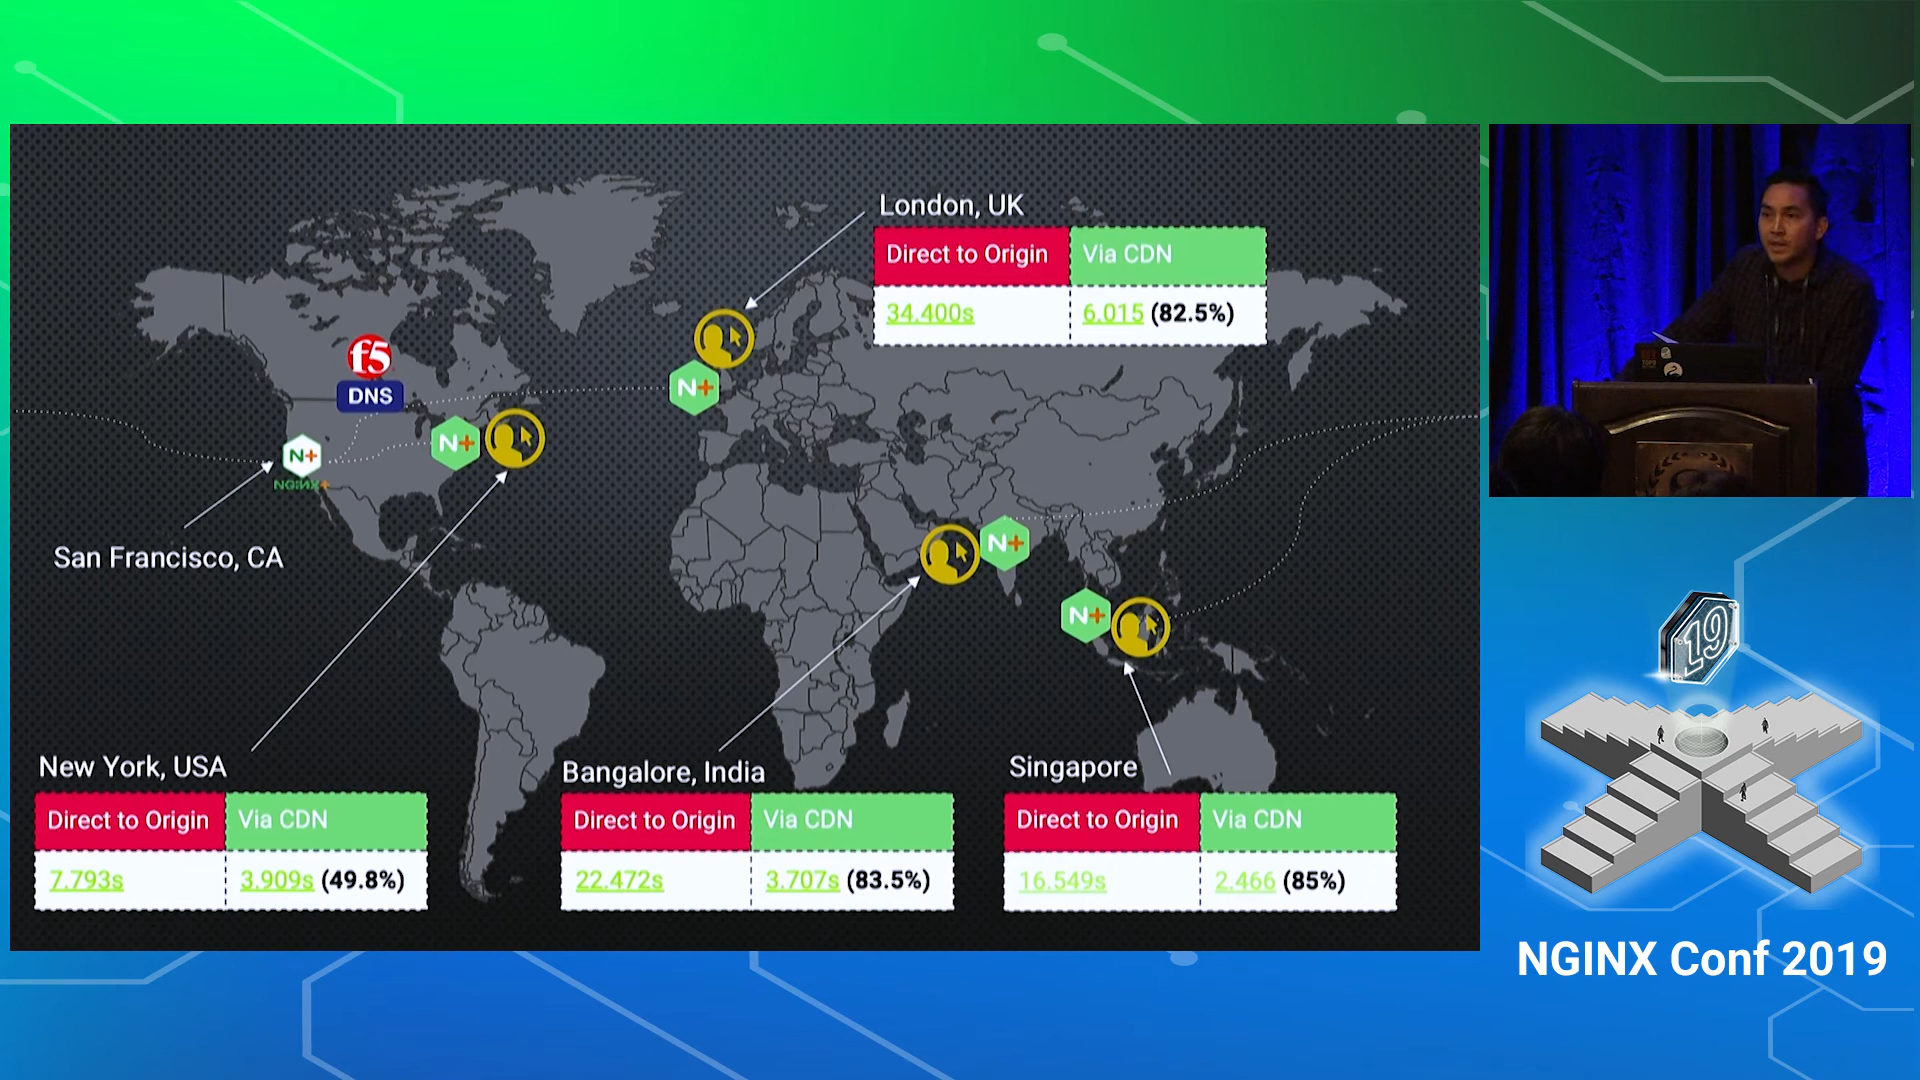 London, UK
Direct to Origin Via CDN
34.400s 6.015 (82.5%)
f5
DNS
N+
N+
N+
NGINX+
San Francisco, CA
N+
N+
New York, USA
Direct to Origin Via CDN
7.793s 3.909s (49.8%)
Bangalore, India
Direct to Origin Via CDN
22.472s 3.707s (83.5%)
Singapore
Direct to Origin Via CDN
16.549s 2.466 (85%)
19
NGINX Conf 2019